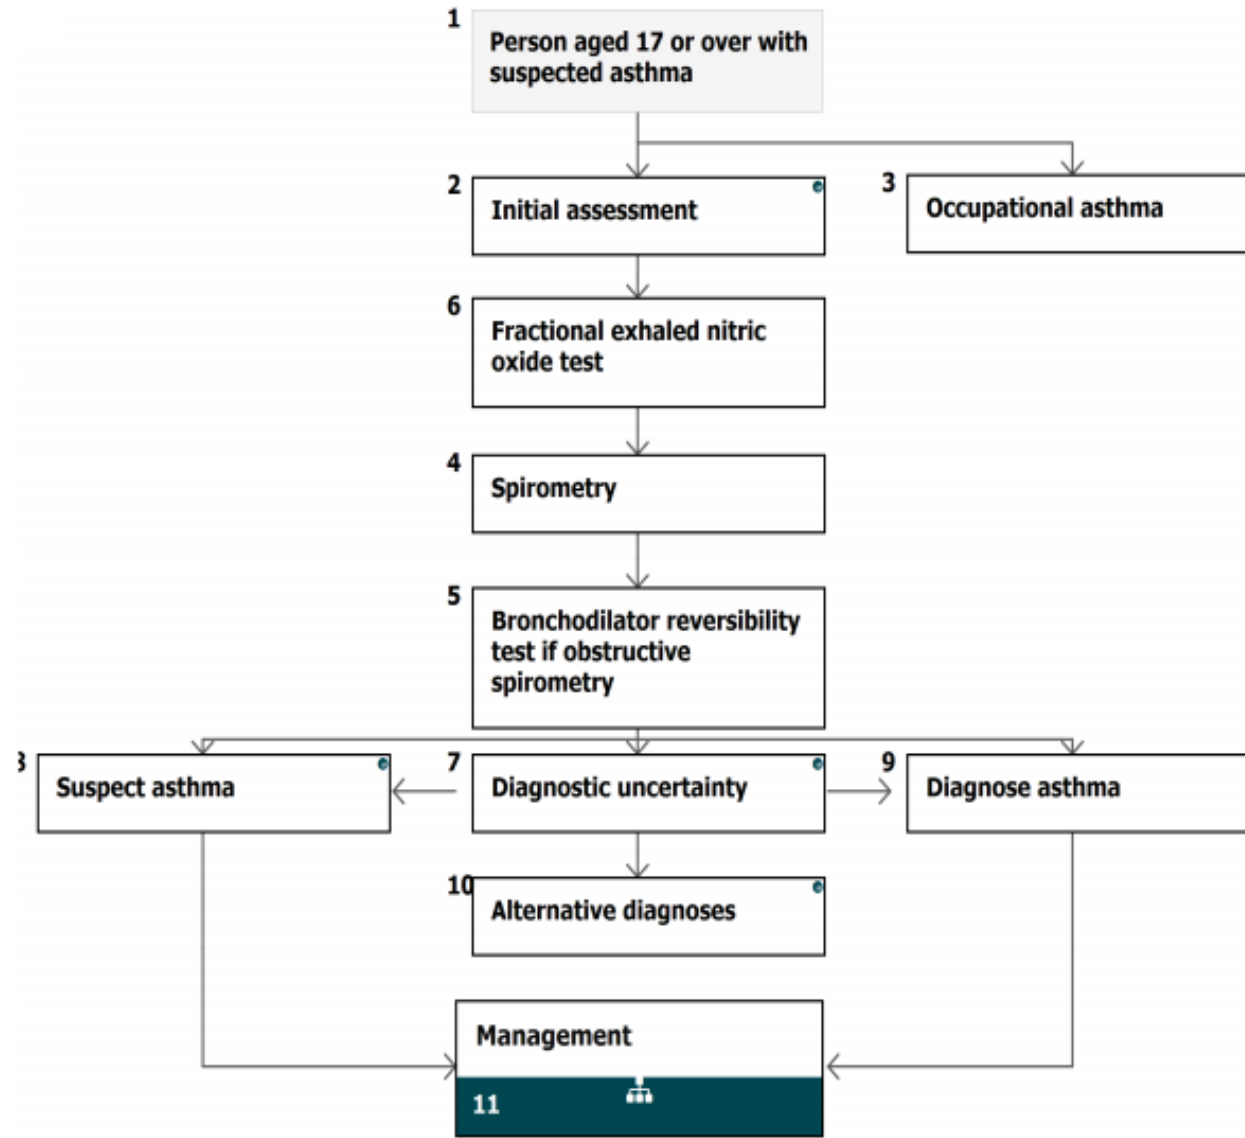 1
Person aged 17 or over with
suspected asthma
2
Initial assessment
3
Occupational asthma
6
Fractional exhaled nitric
oxide test
4
Spirometry
5
Bronchodilator reversibility
test if obstructive
spirometry
Suspect asthma
7
Diagnostic uncertainty
9
Diagnose asthma
10
Alternative diagnoses
Management
11